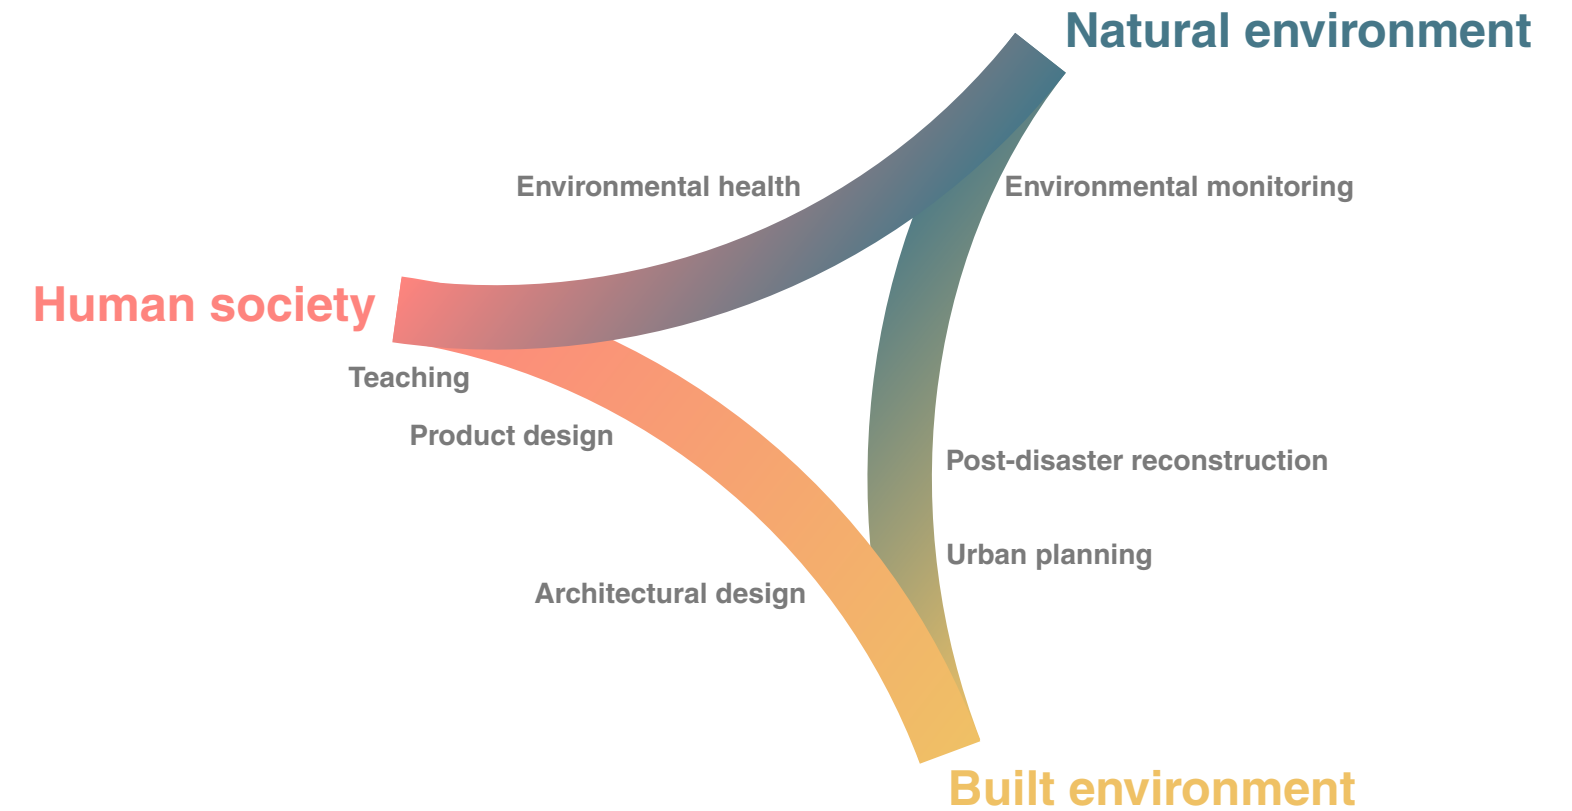 Natural environment
Environmental health
Environmental monitoring
Human society
Teaching
Product design
Post-disaster reconstruction
Urban planning
Architectural design
Built environment